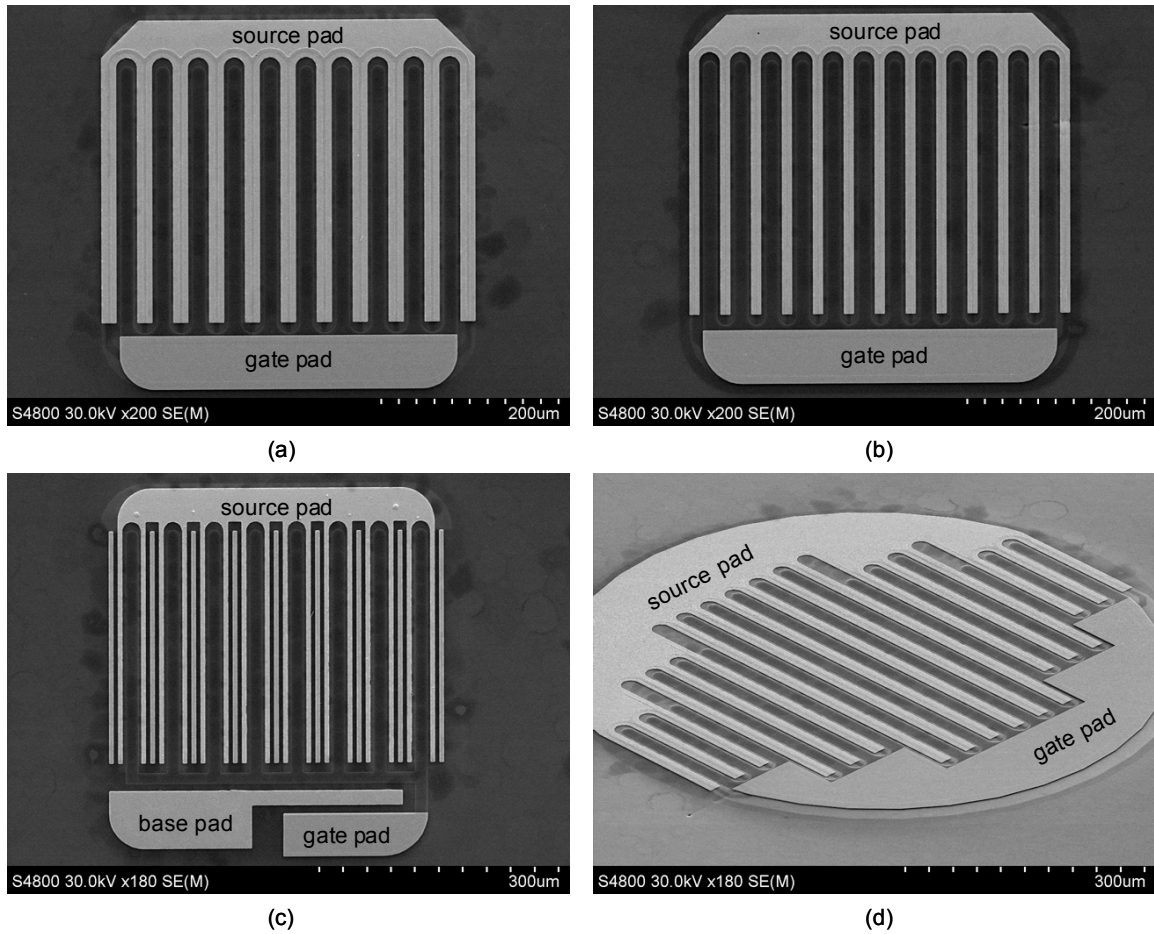 source pad
gate pad
S4800 30.0kV x200 SE(M)
200um
(a)
source pad
gate pad
S4800 30.0kV x200 SE(M)
200um
(b)
source pad
base pad
gate pad
S4800 30.0kV x180 SE(M)
300um
(c)
source pad
gate pad
S4800 30.0kV x180 SE(M)
300um
(d)